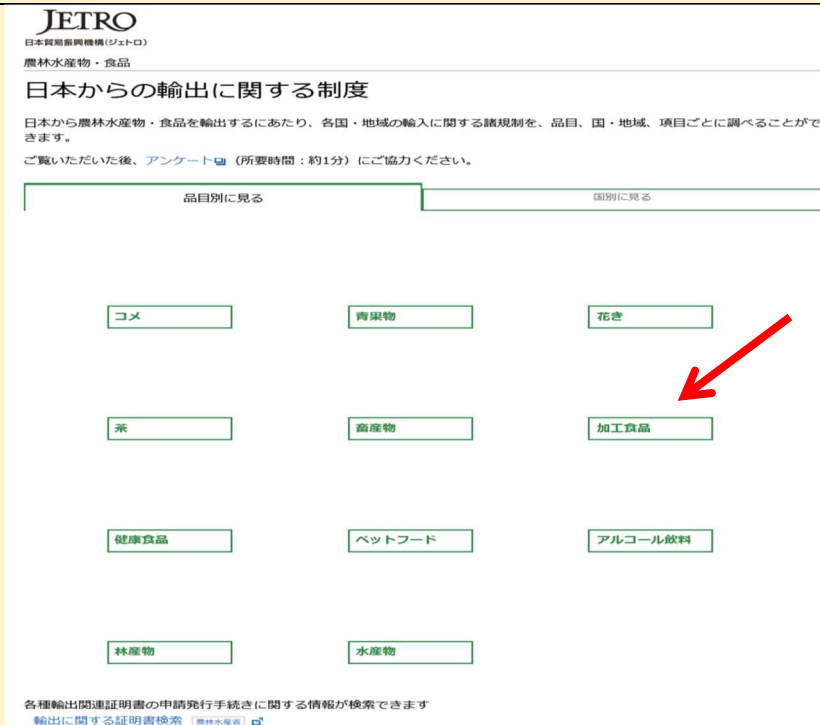 JETRO
日本貿易振興機構(ジェトロ)
農林水産物・食品
日本からの輸出に関する制度
日本から農林水産物・食品を輸出するにあたり、各国・地域の輸入に関する諸規制を、品目、国・地域、項目ごとに調べることがで
きます。
ご覧いただいた後、アンケート（所要時間：約1分）にご協力ください。
品目別に見る 国別に見る
コメ 青果物 花き
茶 畜産物 加工食品
健康食品 ペットフード アルコール飲料
林産物 水産物
各種輸出関連証明書の申請発行手続きに関する情報が検索できます
輸出に関する証明書検索 農林水産省